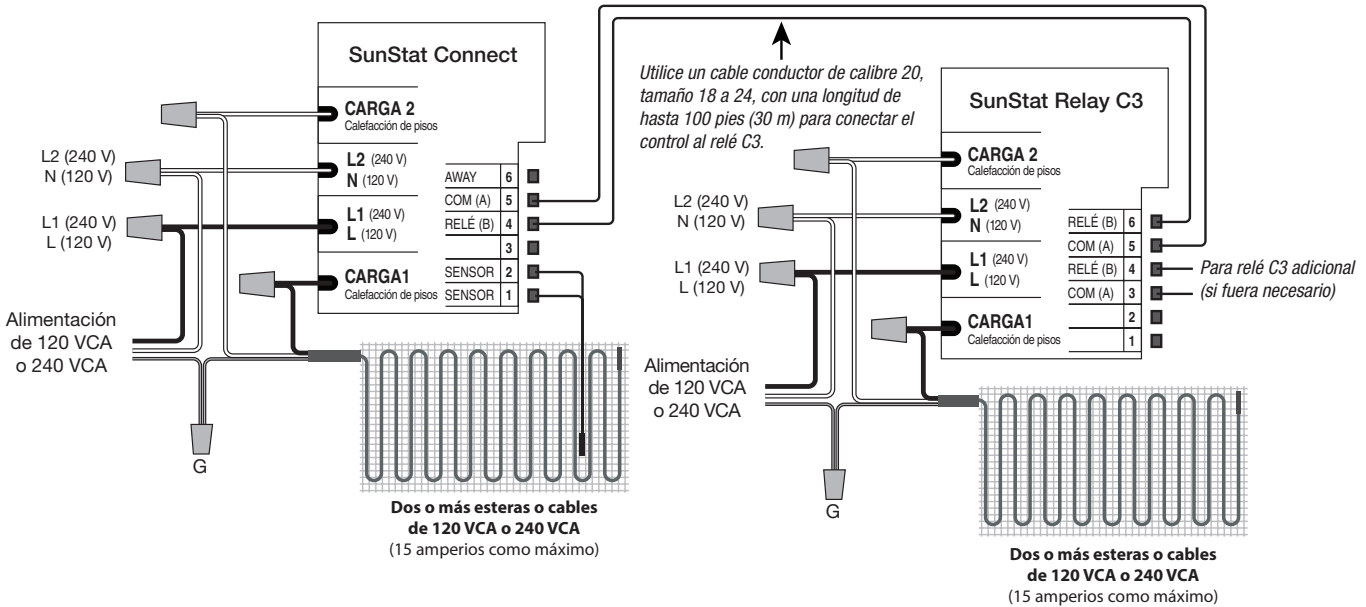 SunStat Connect
CARGA 2
Calefacción de pisos
L2 (240 V)
N (120 V)
L2 (240 V)
N (120 V)
L1 (240 V)
L (120 V)
L1 (240 V)
L (120 V)
CARGA1
Calefacción de pisos
AWAY 6
COM (A) 5
RELÉ (B) 4
3
SENSOR 2
SENSOR 1
Alimentación
de 120 VCA
o 240 VCA
G
Dos o más esteras o cables
de 120 VCA o 240 VCA
(15 amperios como máximo)
Utilice un cable conductor de calibre 20,
tamaño 18 a 24, con una longitud de
hasta 100 pies (30 m) para conectar el
control al relé C3.
SunStat Relay C3
CARGA 2
Calefacción de pisos
L2 (240 V)
N (120 V)
L2 (240 V)
N (120 V)
L1 (240 V)
L (120 V)
L1 (240 V)
L (120 V)
CARGA1
Calefacción de pisos
RELÉ (B) 6
COM (A) 5
RELÉ (B) 4
COM (A) 3
2
1
Para relé C3 adicional
(si fuera necesario)
Alimentación
de 120 VCA
o 240 VCA
G
Dos o más esteras o cables
de 120 VCA o 240 VCA
(15 amperios como máximo)